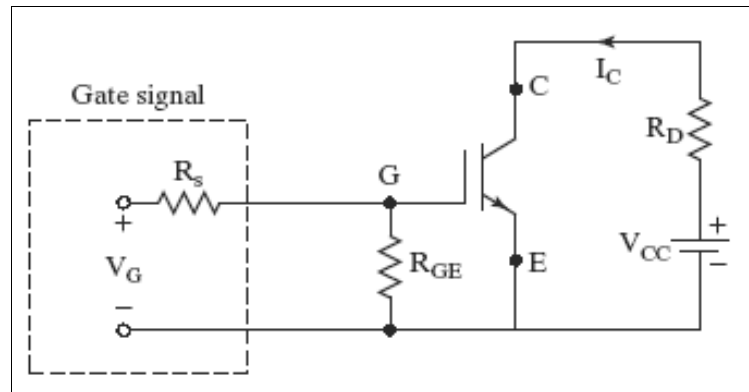 I_C
C
Gate signal
R_D
R_s
G
+
+
V_G
R_GE
E
V_CC
−
−